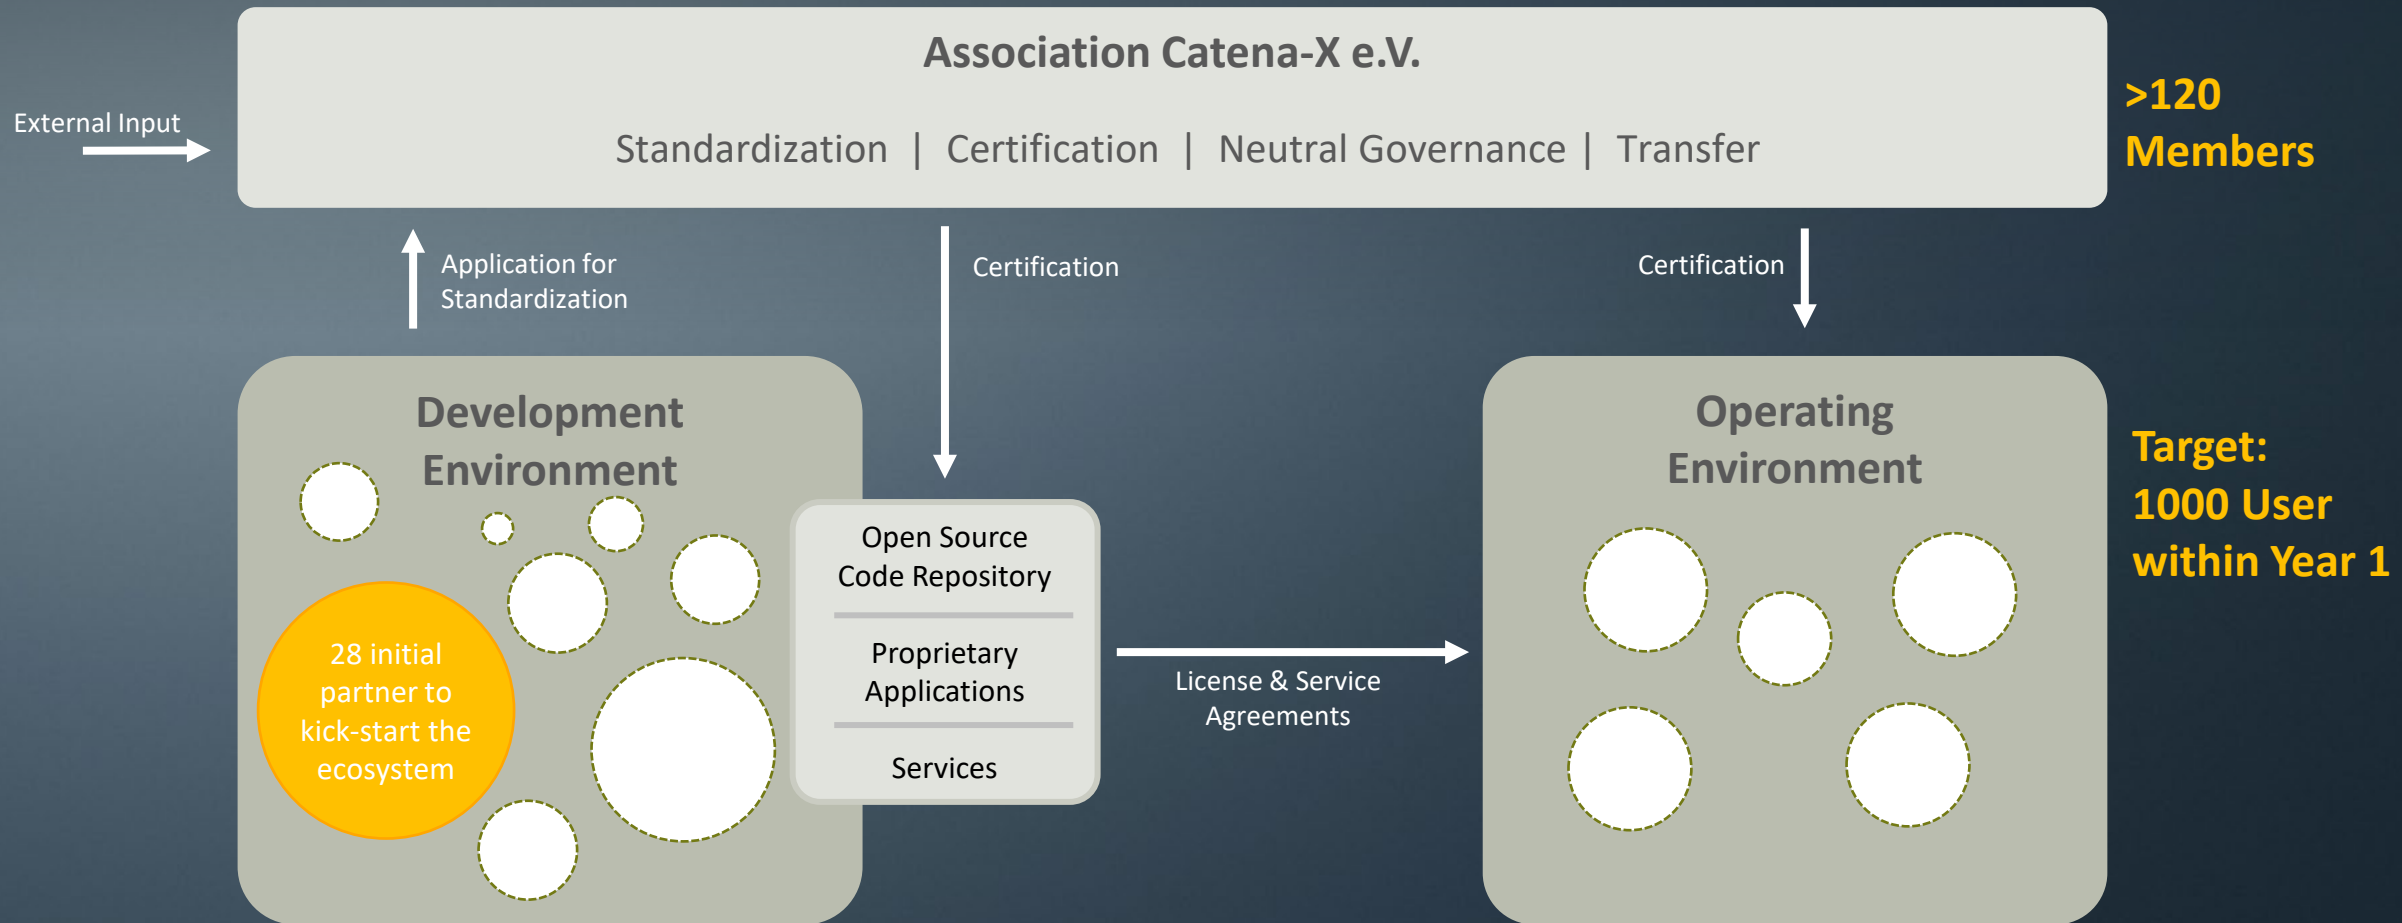 Association Catena-X e.V.
Standardization | Certification | Neutral Governance | Transfer
>120
Members
External Input
Application for
Standardization
Certification
Certification
Development
Environment
28 initial
partner to
kick-start the
ecosystem
Open Source
Code Repository
Proprietary
Applications
Services
License & Service
Agreements
Operating
Environment
Target:
1000 User
within Year 1